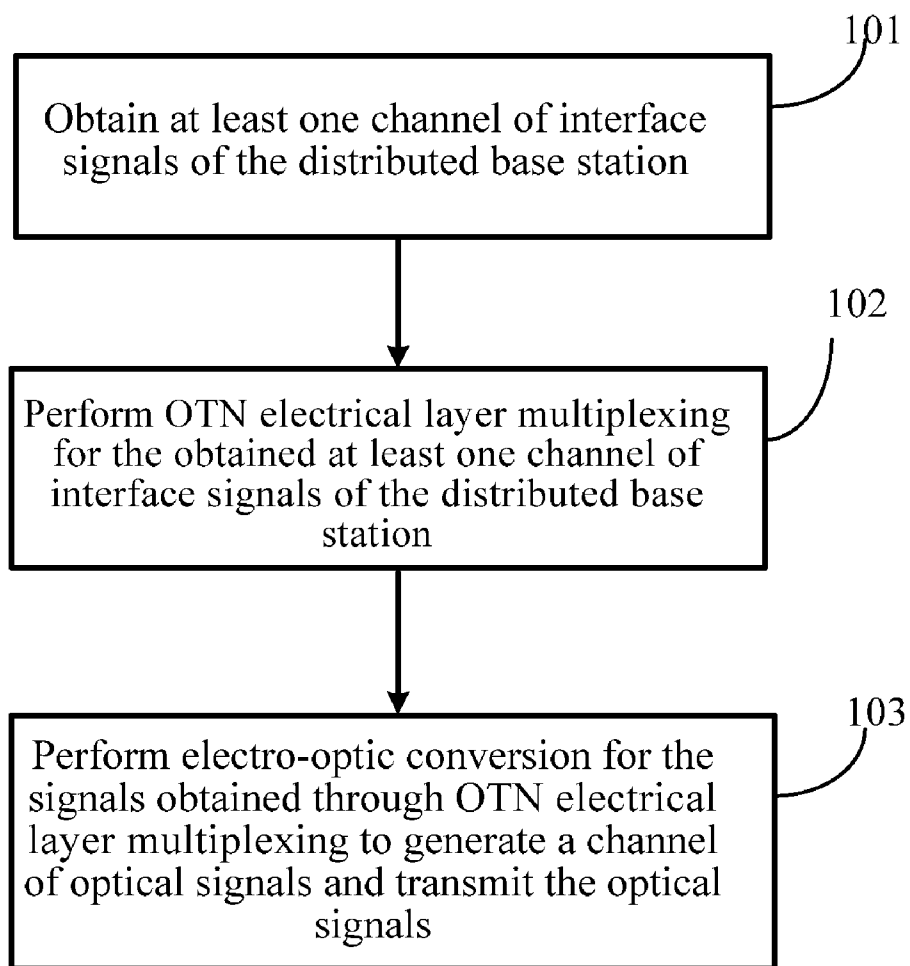 101
Obtain at least one channel of interface
signals of the distributed base station
102
Perform OTN electrical layer multiplexing
for the obtained at least one channel of
interface signals of the distributed base
station
103
Perform electro-optic conversion for the
signals obtained through OTN electrical
layer multiplexing to generate a channel
of optical signals and transmit the optical
signals